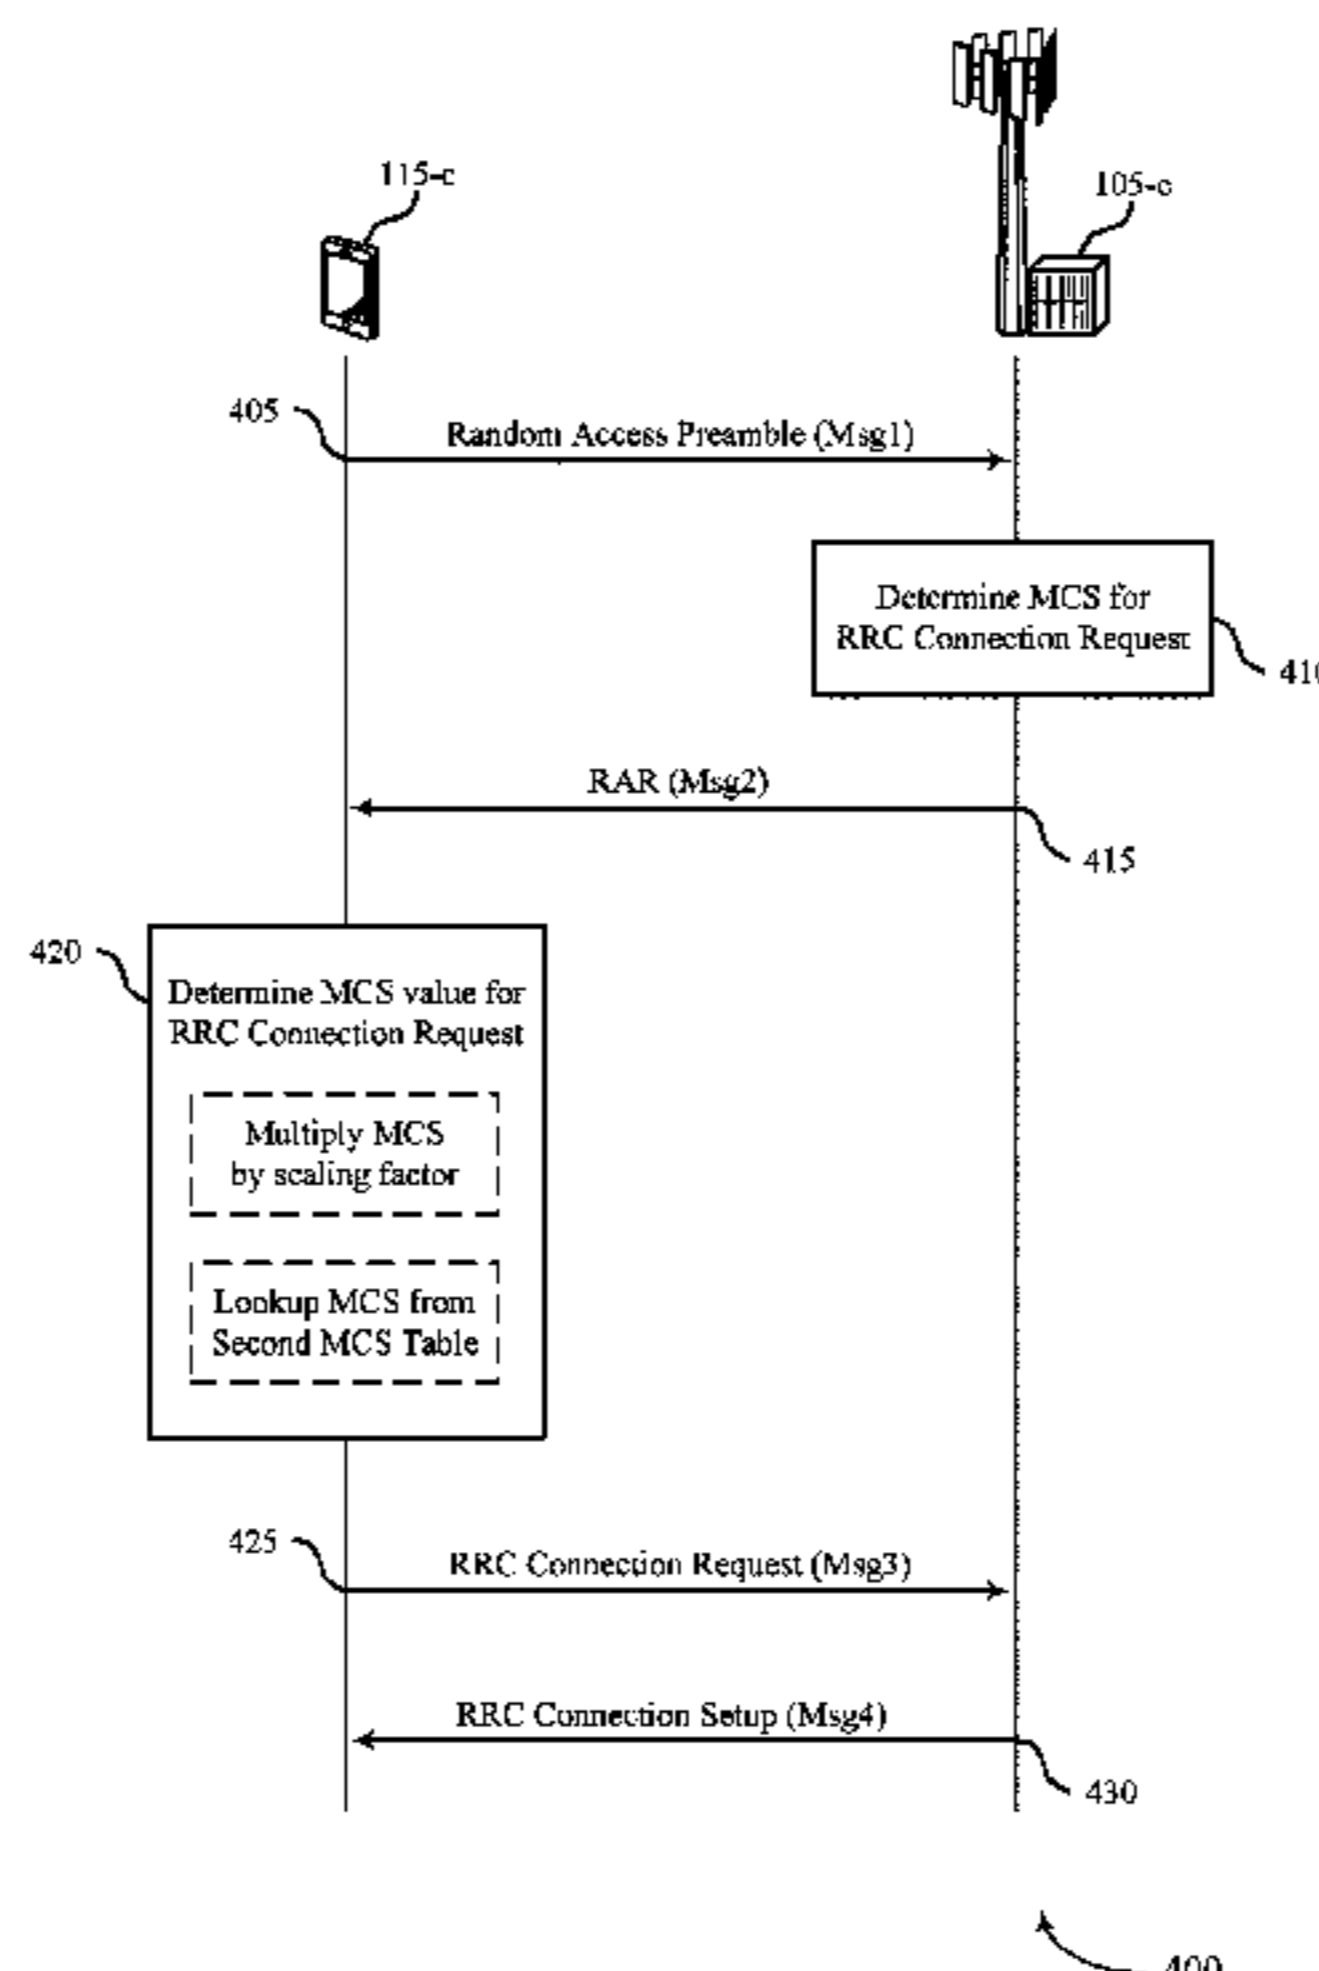 115-c
105-c
405
Random Access Preamble (Msg1)
Determine MCS for
RRC Connection Request
410
RAR (Msg2)
415
420
Determine MCS value for
RRC Connection Request
Multiply MCS
by scaling factor
Lookup MCS from
Second MCS Table
425
RRC Connection Request (Msg3)
RRC Connection Setup (Msg4)
430
400